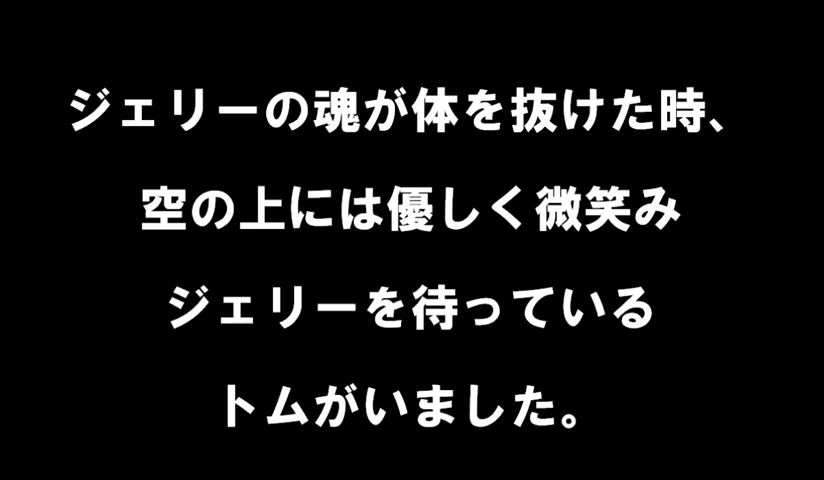 ジェリーの魂が体を抜けた時、
空の上には優しく微笑み
ジェリーを待っている
トムがいました。